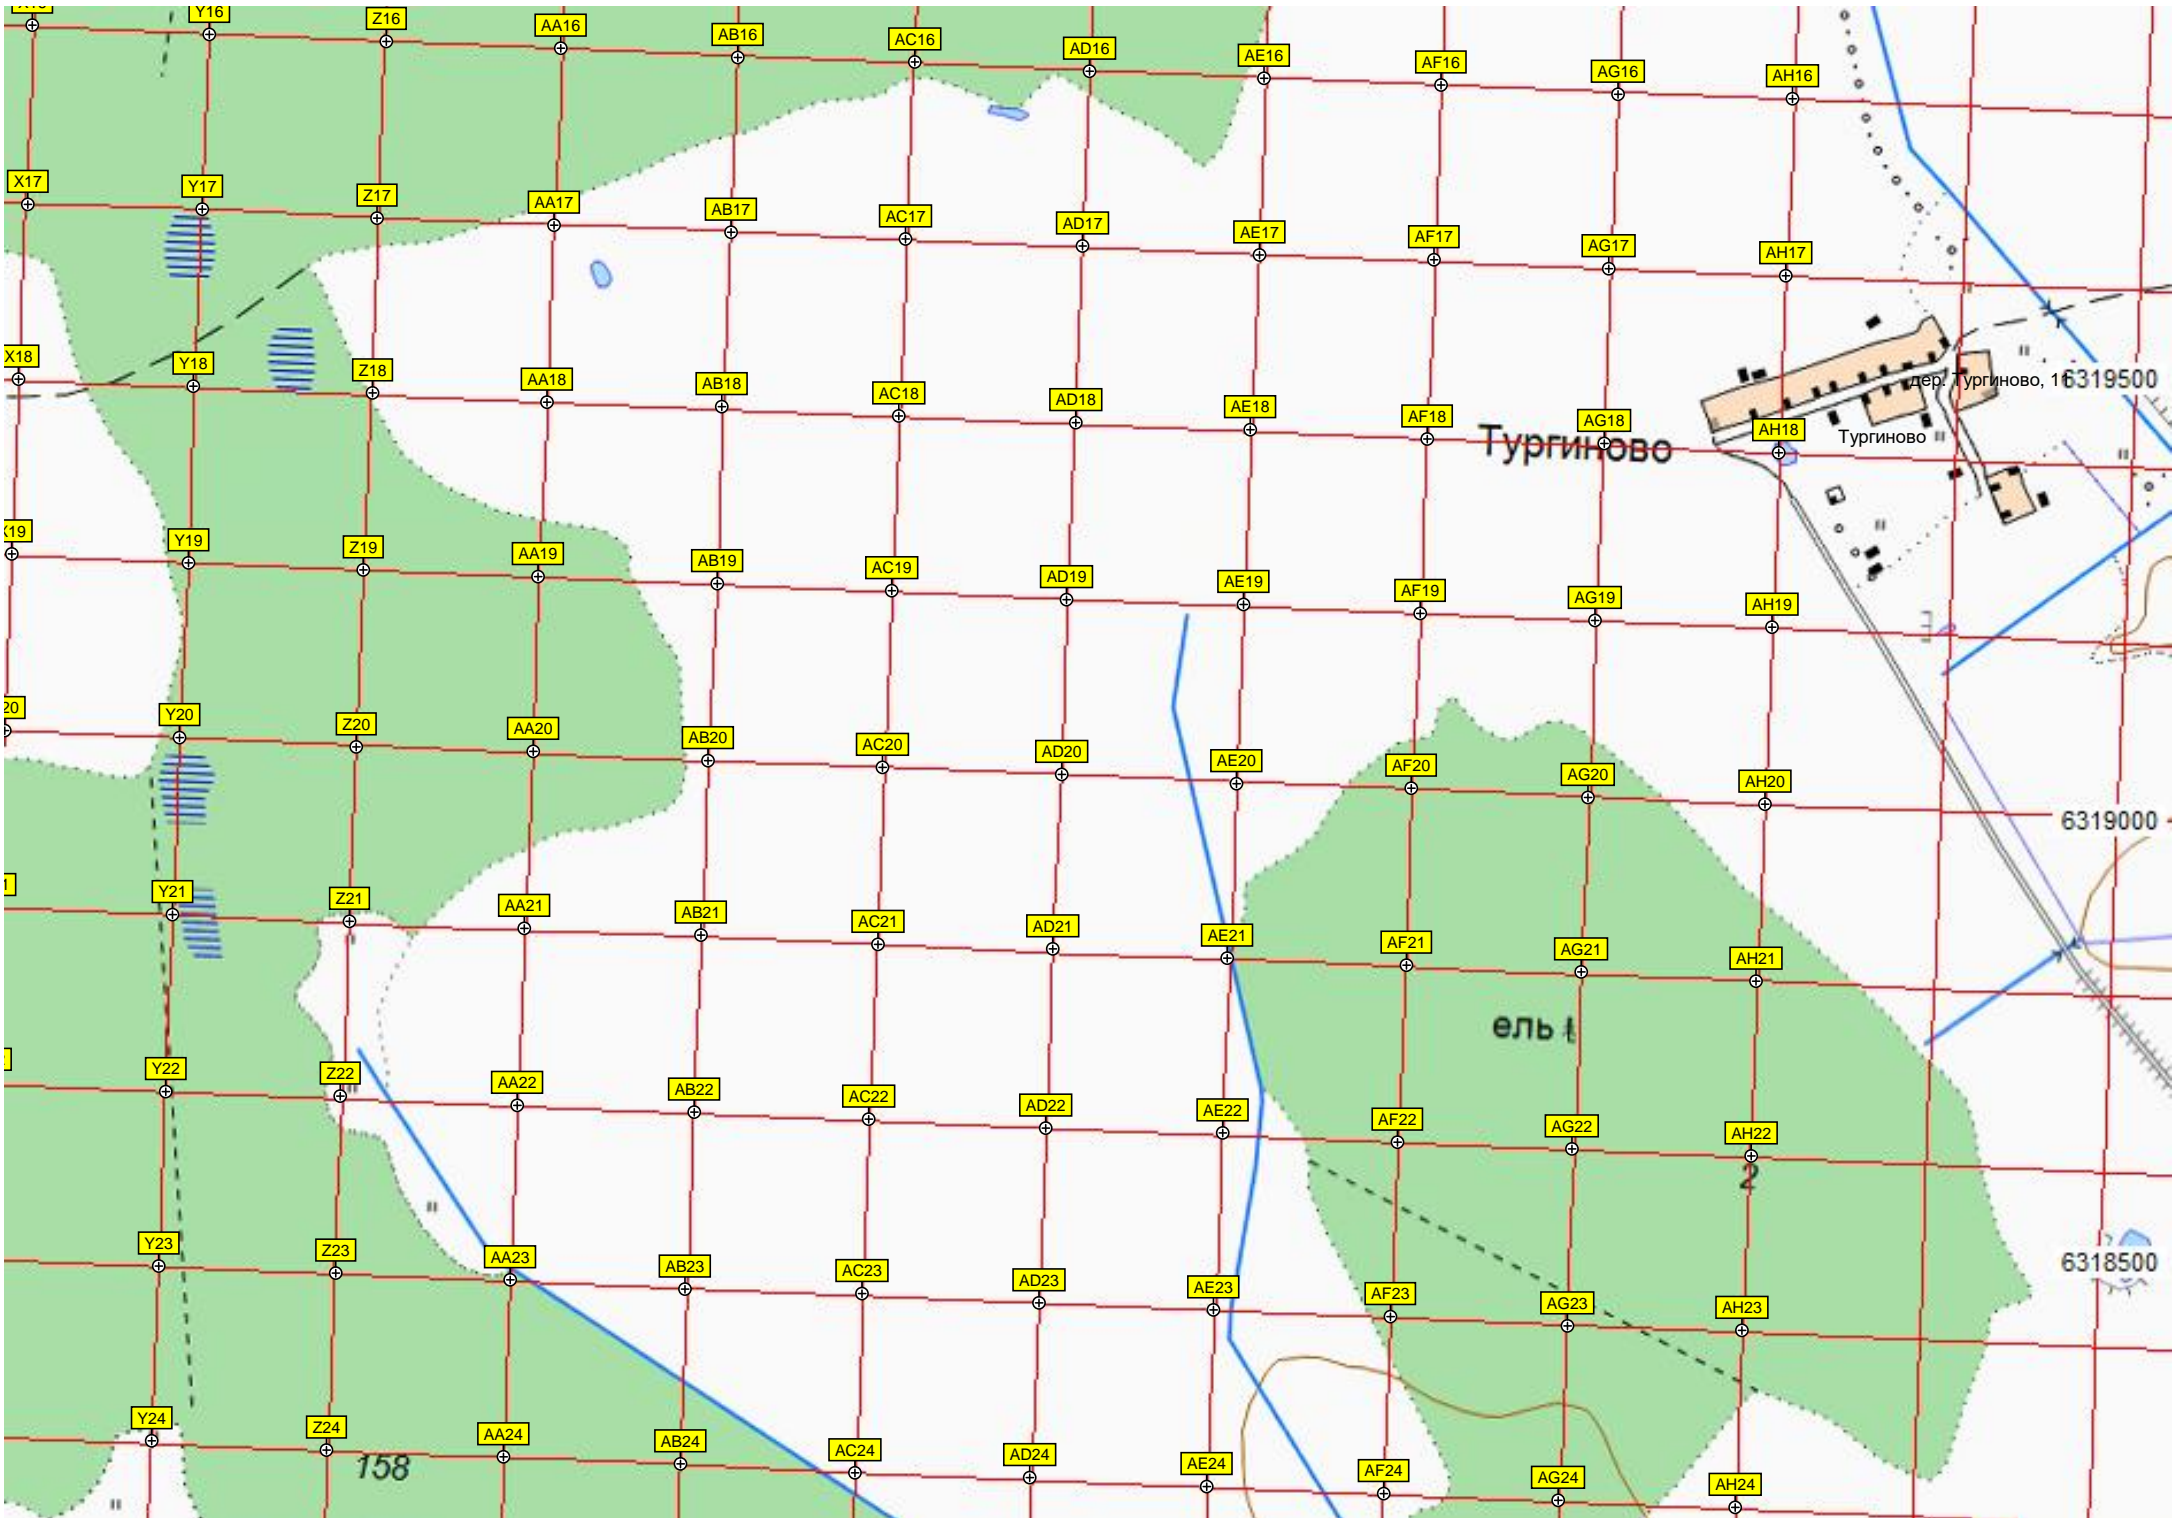 Y16 Z16 AA16 AB16 AC16 AD16 AE16 AF16 AG16 AH16
X17 Y17 Z17 AA17 AB17 AC17 AD17 AE17 AF17 AG17 AH17
X18 Y18 Z18 AA18 AB18 AC18 AD18 AE18 AF18 AG18 AH18
дер. Тургиново, 11
6319500
Тургиново
Тургиново
X19 Y19 Z19 AA19 AB19 AC19 AD19 AE19 AF19 AG19 AH19
20 Y20 Z20 AA20 AB20 AC20 AD20 AE20 AF20 AG20 AH20
6319000
1 Y21 Z21 AA21 AB21 AC21 AD21 AE21 AF21 AG21 AH21
ель
Y22 Z22 AA22 AB22 AC22 AD22 AE22 AF22 AG22 AH22
2
Y23 Z23 AA23 AB23 AC23 AD23 AE23 AF23 AG23 AH23
6318500
Y24 Z24 AA24 AB24 AC24 AD24 AE24 AF24 AG24 AH24
158